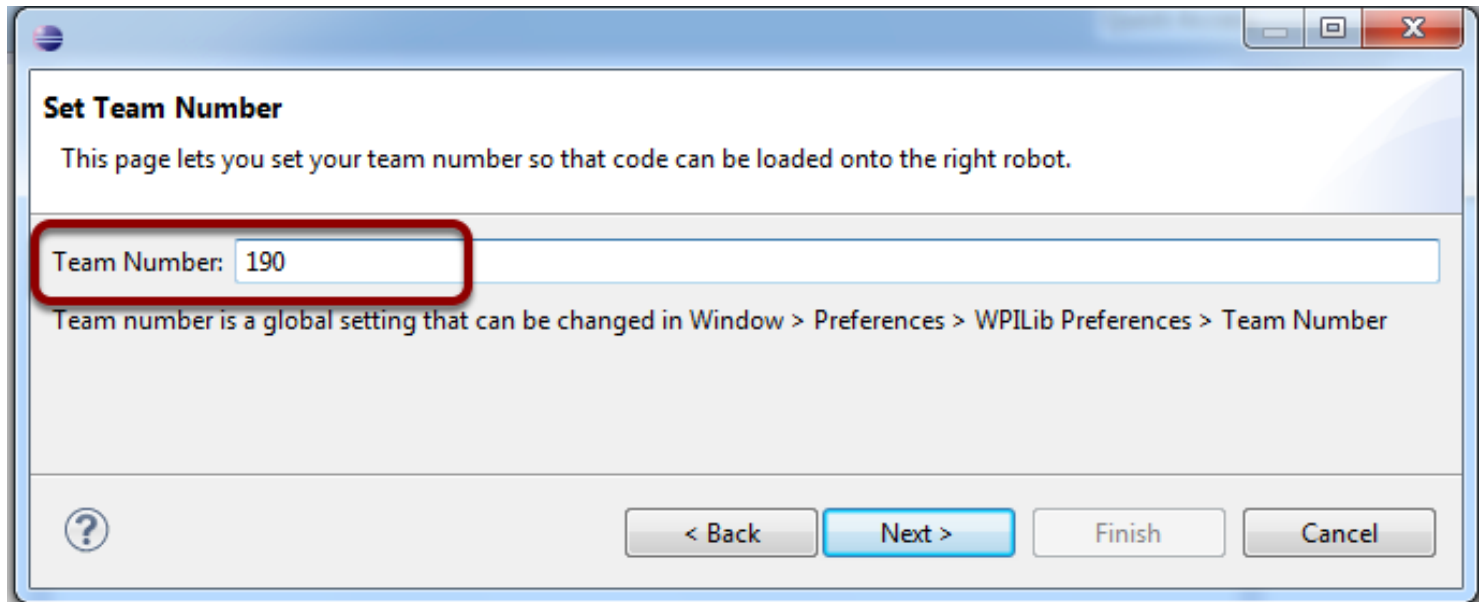 Set Team Number
This page lets you set your team number so that code can be loaded onto the right robot.
Team Number: 190
Team number is a global setting that can be changed in Window > Preferences > WPILib Preferences > Team Number
< Back Next > Finish Cancel